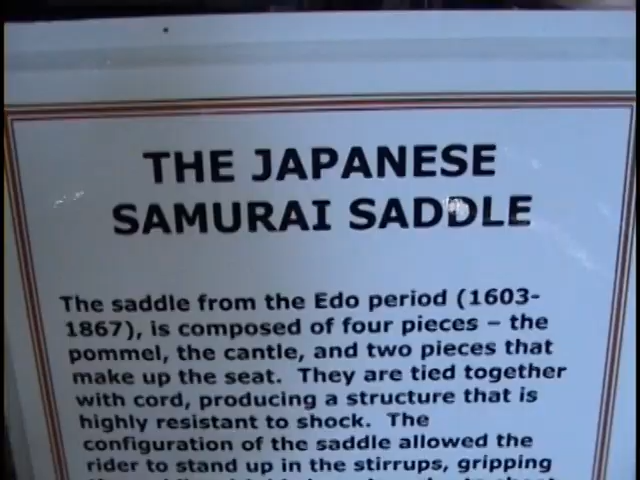 THE JAPANESE
SAMURAI SADDLE
The saddle from the Edo period (1603-
1867), is composed of four pieces – the
pommel, the cantle, and two pieces that
make up the seat. They are tied together
with cord, producing a structure that is
highly resistant to shock. The
configuration of the saddle allowed the
rider to stand up in the stirrups, gripping